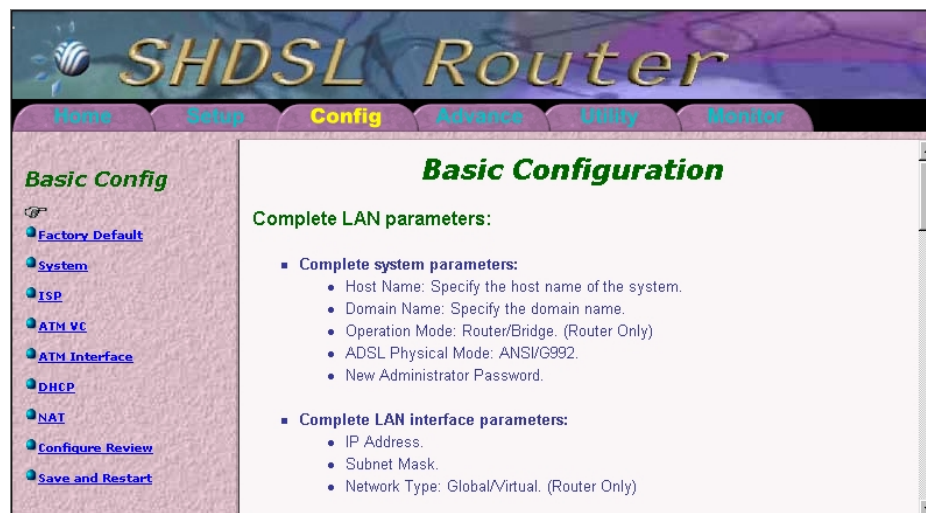 SHDSL Router
Home Setup Config Advance Utility Monitor
Basic Config
Factory Default
System
ISP
ATM VC
ATM Interface
DHCP
NAT
Configure Review
Save and Restart
Basic Configuration
Complete LAN parameters:
Complete system parameters:
Host Name: Specify the host name of the system.
Domain Name: Specify the domain name.
Operation Mode: Router/Bridge. (Router Only)
ADSL Physical Mode: ANSI/G992.
New Administrator Password.
Complete LAN interface parameters:
IP Address.
Subnet Mask.
Network Type: Global/Virtual. (Router Only)